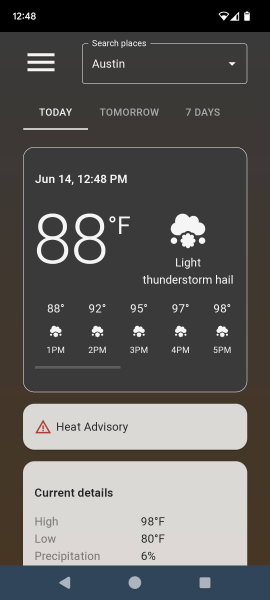 12:48
Search places
Austin
TODAY TOMORROW 7 DAYS
Jun 14, 12:48 PM
88°F
Light
thunderstorm hail
88° 92° 95° 97° 98°
1PM 2PM 3PM 4PM 5PM
Heat Advisory
Current details
High 98°F
Low 80°F
Precipitation 6%